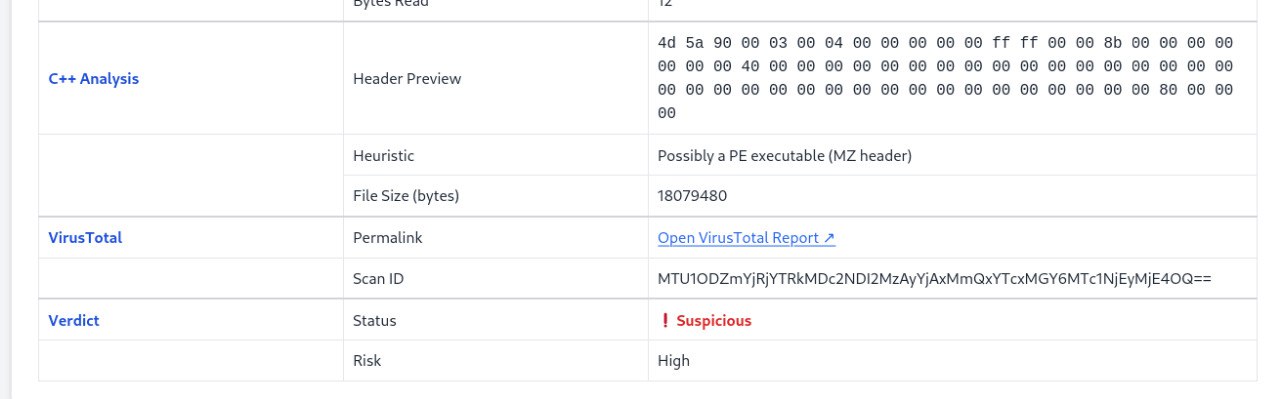 Bytes Read 12
4d 5a 90 00 03 00 04 00 00 00 00 00 ff ff 00 00 8b 00 00 00 00
C++ Analysis Header Preview 00 00 00 40 00 00 00 00 00 00 00 00 00 00 00 00 00 00 00 00 00
00 00 00 00 00 00 00 00 00 00 00 00 00 00 00 00 00 00 80 00 00
00
Heuristic Possibly a PE executable (MZ header)
File Size (bytes) 18079480
VirusTotal Permalink Open VirusTotal Report ↗
Scan ID MTU1ODZmYjRjYTRkMDc2NDI2MzAyYjAxMmQxYTcxMGY6MTc1NjEyMjE4OQ==
Verdict Status ❗ Suspicious
Risk High